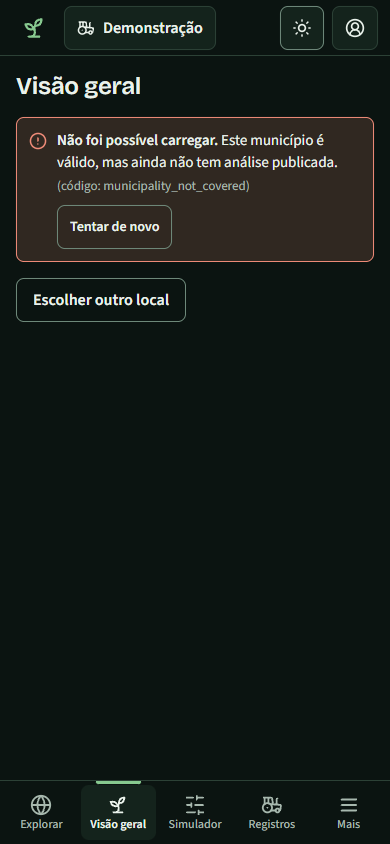 Demonstração
Visão geral
Não foi possível carregar. Este município é
válido, mas ainda não tem análise publicada.
(código: municipality_not_covered)
Tentar de novo
Escolher outro local
Explorar
Visão geral
Simulador
Registros
Mais